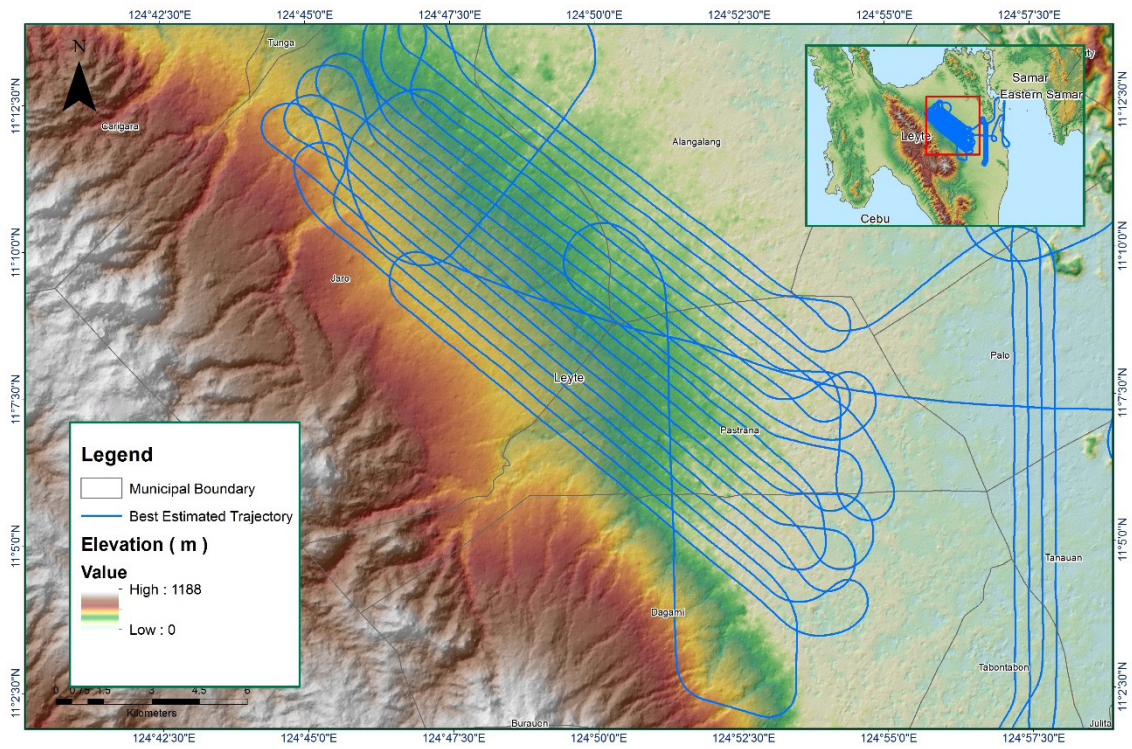 124°42'30"E 124°45'0"E 124°47'30"E 124°50'0"E 124°52'30"E 124°55'0"E 124°57'30"E
N
Tunga
Carigara
Alangalang
Jaro
Leyte
Palo
Pastrana
Tanauan
Dagami
Tabontabon
Burauen
Julita
Samar
Eastern Samar
Leyte
Cebu
11°12'30"N
11°10'0"N
11°7'30"N
11°12'30"N
11°10'0"N
11°7'30"N
11°5'0"N
11°2'30"N
Legend
Municipal Boundary
Best Estimated Trajectory
Elevation ( m )
Value
High : 1188
Low : 0
0 0.75 1.5 3 4.5 6
Kilometers
11°5'0"N
11°2'30"N
124°42'30"E 124°45'0"E 124°47'30"E 124°50'0"E 124°52'30"E 124°55'0"E 124°57'30"E